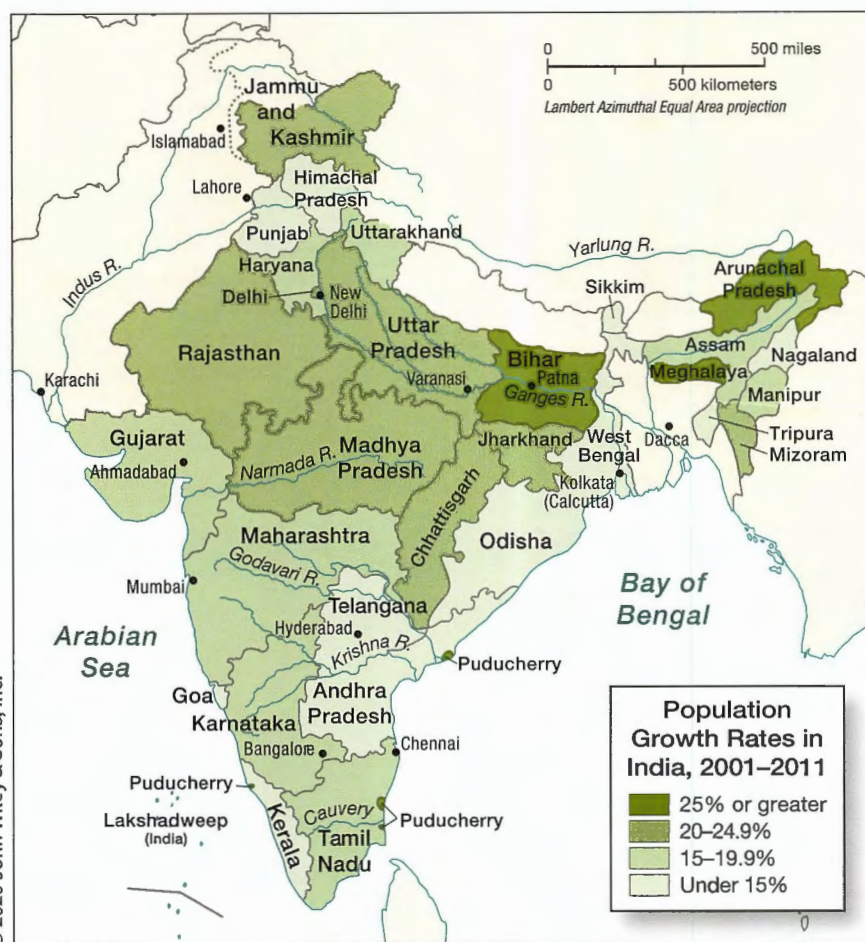 0 500 miles
0 500 kilometers
Lambert Azimuthal Equal Area projection
Jammu
and
Kashmir
Islamabad
Lahore
Himachal
Pradesh
Punjab
Uttarakhand
Indus R.
Yarlung R.
Haryana
Delhi
New
Delhi
Sikkim
Arunachal
Pradesh
Rajasthan
Uttar
Pradesh
Assam
Nagaland
Bihar
Meghalaya
Karachi
Varanasi
Patna
Ganges R.
Manipur
Gujarat
Ahmadabad
Narmada R.
Madhya
Pradesh
Jharkhand
West
Bengal
Dacca
Tripura
Mizoram
Kolkata
(Calcutta)
Chhattisgarh
Maharashtra
Odisha
Godavari R.
Mumbai
Telangana
Hyderabad
Krishna R.
Bay of
Bengal
Arabian
Sea
Puducherry
Goa
Karnataka
Andhra
Pradesh
Bangalore
Chennai
Puducherry
Lakshadweep
(India)
Kerala
Cauvery
Tamil
Nadu
Puducherry
Population
Growth Rates in
India, 2001–2011
25% or greater
20–24.9%
15–19.9%
Under 15%